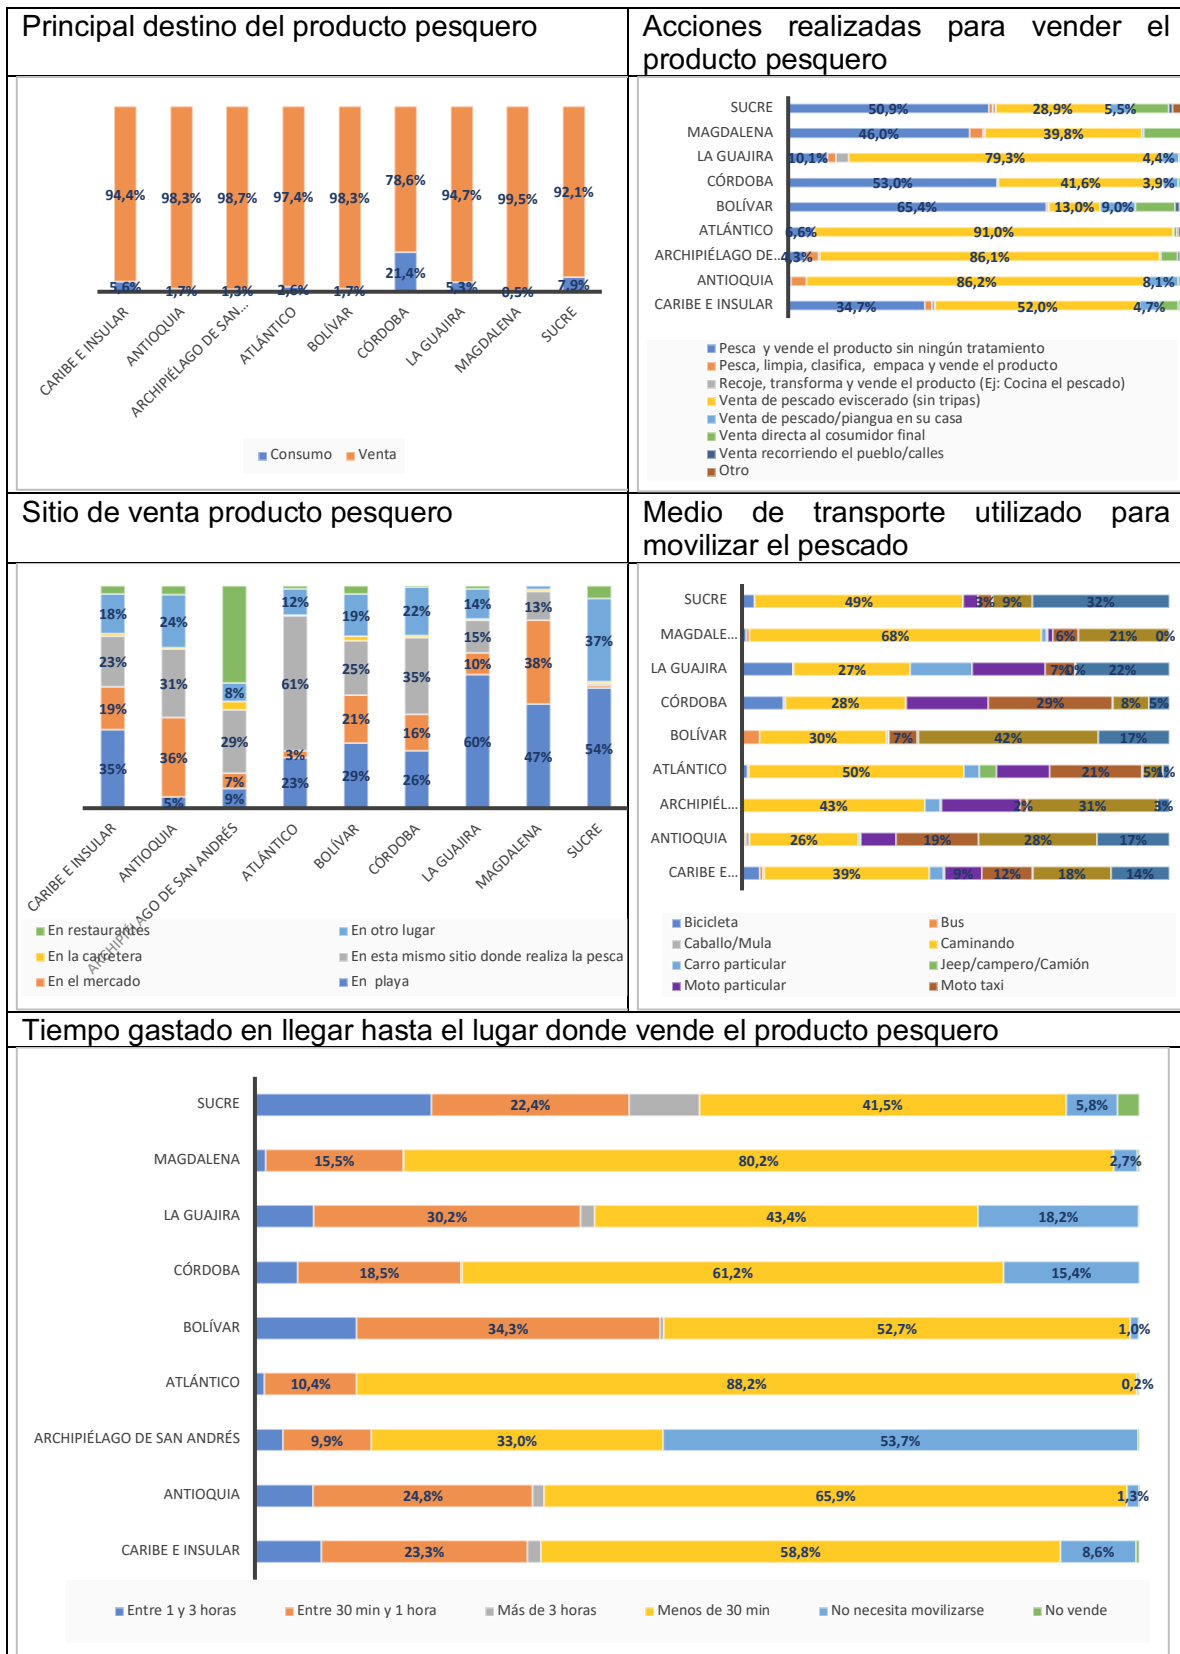 Principal destino del producto pesquero
94,4%
98,3%
98,7%
97,4%
98,3%
78,6%
94,7%
99,5%
92,1%
5,6%
1,7%
1,3%
2,6%
1,7%
21,4%
5,3%
0,5%
7,9%
CARIBE E INSULAR
ANTIOQUIA
ARCHIPIÉLAGO DE SAN...
ATLÁNTICO
BOLÍVAR
CÓRDOBA
LA GUAJIRA
MAGDALENA
SUCRE
Consumo Venta
Acciones realizadas para vender el
producto pesquero
SUCRE 50,9% 28,9% 5,5%
MAGDALENA 46,0% 39,8%
LA GUAJIRA 10,1% 79,3% 4,4%
CÓRDOBA 53,0% 41,6% 3,9%
BOLÍVAR 65,4% 13,0% 9,0%
ATLÁNTICO 6,6% 91,0%
ARCHIPIÉLAGO DE... 4,3% 86,1%
ANTIOQUIA 86,2% 8,1%
CARIBE E INSULAR 34,7% 52,0% 4,7%
Pesca y vende el producto sin ningún tratamiento
Pesca, limpia, clasifica, empaca y vende el producto
Recoje, transforma y vende el producto (Ej: Cocina el pescado)
Venta de pescado eviscerado (sin tripas)
Venta de pescado/piangua en su casa
Venta directa al cosumidor final
Venta recorriendo el pueblo/calles
Otro
Sitio de venta producto pesquero
18%
23%
19%
35%
24%
31%
36%
5%
8%
29%
7%
9%
12%
61%
3%
23%
19%
25%
21%
29%
22%
35%
16%
26%
14%
15%
10%
60%
13%
38%
47%
37%
54%
CARIBE E INSULAR
ANTIOQUIA
ARCHIPIÉLAGO DE SAN ANDRÉS
ATLÁNTICO
BOLÍVAR
CÓRDOBA
LA GUAJIRA
MAGDALENA
SUCRE
En restaurantes En otro lugar
En la carretera En esta mismo sitio donde realiza la pesca
En el mercado En playa
Medio de transporte utilizado para
movilizar el pescado
SUCRE 49% 3% 9% 32%
MAGDALE... 68% 6% 21% 0%
LA GUAJIRA 27% 7% 0% 22%
CÓRDOBA 28% 29% 8% 5%
BOLÍVAR 30% 7% 42% 17%
ATLÁNTICO 50% 21% 5% 1%
ARCHIPIÉL... 43% 2% 31% 3%
ANTIOQUIA 26% 19% 28% 17%
CARIBE E... 39% 9% 12% 18% 14%
Bicicleta Bus
Caballo/Mula Caminando
Carro particular Jeep/campero/Camión
Moto particular Moto taxi
Tiempo gastado en llegar hasta el lugar donde vende el producto pesquero
SUCRE 22,4% 41,5% 5,8%
MAGDALENA 15,5% 80,2% 2,7%
LA GUAJIRA 30,2% 43,4% 18,2%
CÓRDOBA 18,5% 61,2% 15,4%
BOLÍVAR 34,3% 52,7% 1,0%
ATLÁNTICO 10,4% 88,2% 0,2%
ARCHIPIÉLAGO DE SAN ANDRÉS 9,9% 33,0% 53,7%
ANTIOQUIA 24,8% 65,9% 1,3%
CARIBE E INSULAR 23,3% 58,8% 8,6%
Entre 1 y 3 horas Entre 30 min y 1 hora Más de 3 horas Menos de 30 min No necesita movilizarse No vende